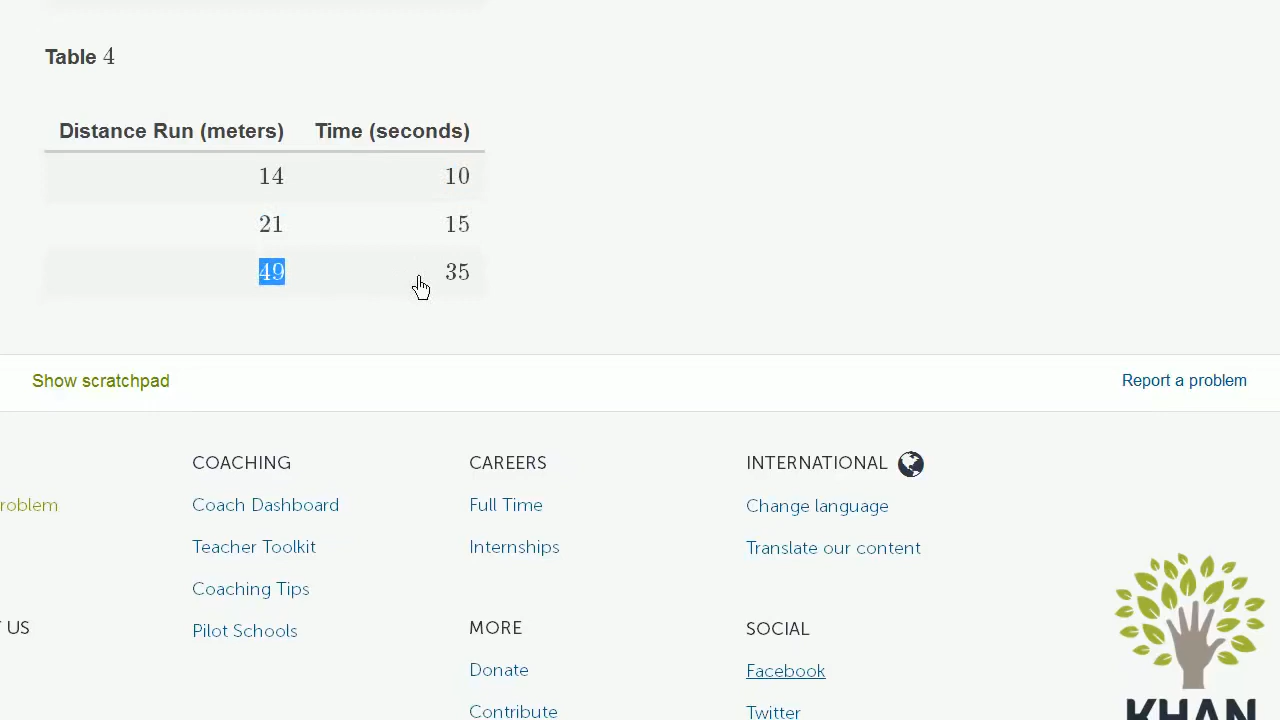 Table 4
Distance Run (meters) Time (seconds)
14 10
21 15
49 35
Show scratchpad Report a problem
COACHING CAREERS INTERNATIONAL
roblem Coach Dashboard Full Time Change language
Teacher Toolkit Internships Translate our content
Coaching Tips
US Pilot Schools MORE SOCIAL
Donate Facebook
Contribute Twitter
KHAN